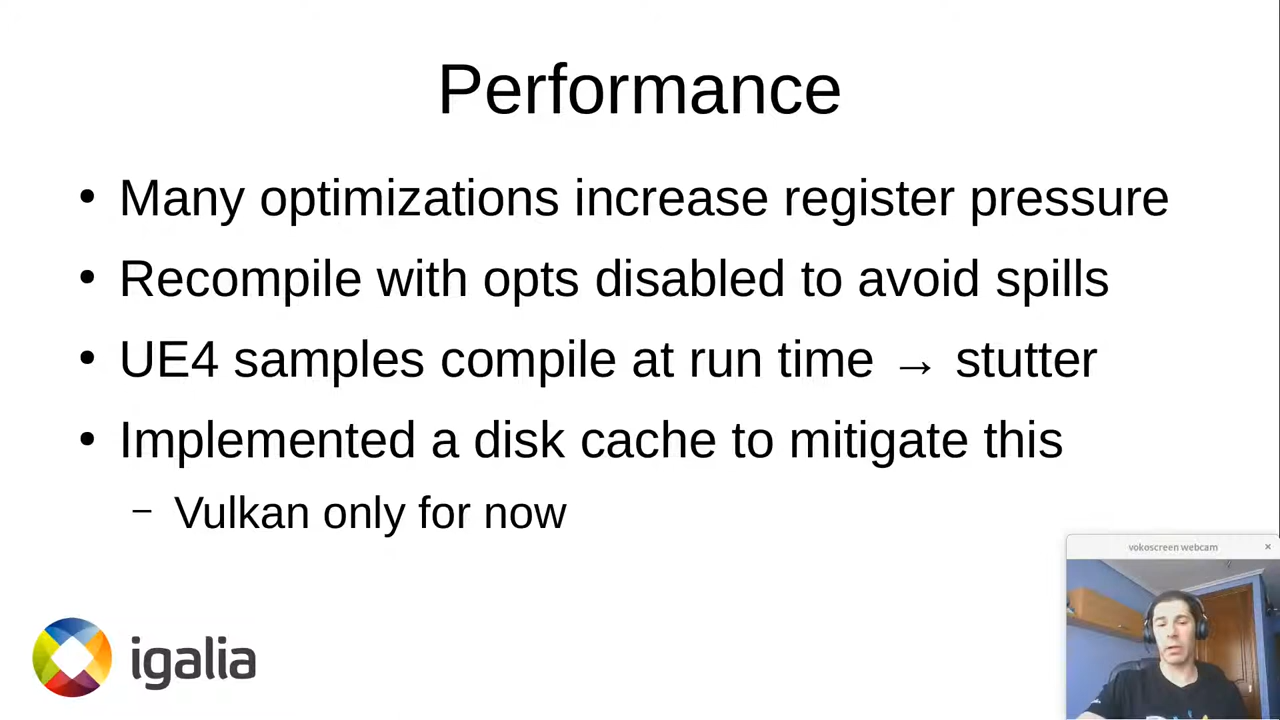 Performance
• Many optimizations increase register pressure
• Recompile with opts disabled to avoid spills
• UE4 samples compile at run time → stutter
• Implemented a disk cache to mitigate this
– Vulkan only for now
vokoscreen webcam ×
igalia